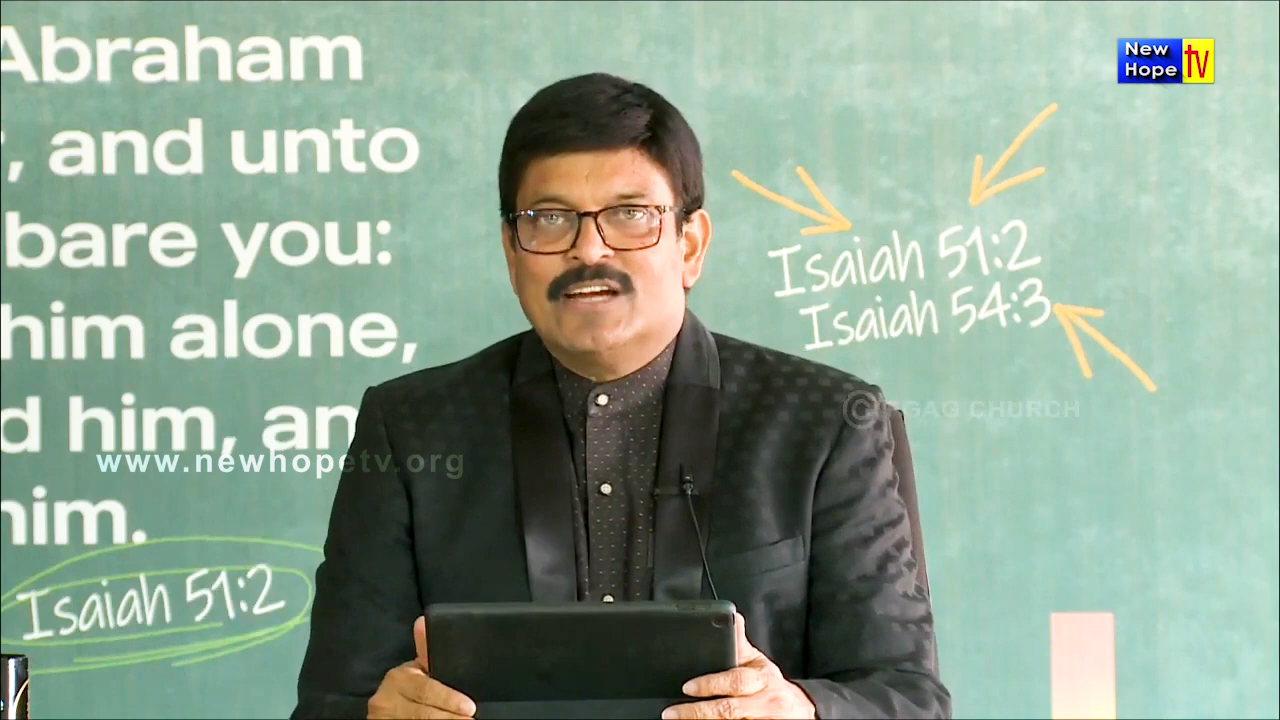 Abraham
, and unto
bare you:
him alone,
d him, an
him.
Isaiah 51:2
Isaiah 51:2
Isaiah 54:3
New
Hope
tv
www.newhopetv.org
CHURCH